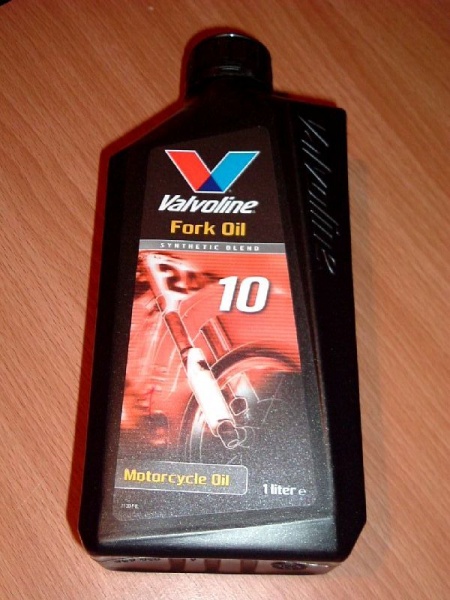 Valvoline
Valvoline
Fork Oil
SYNTHETIC BLEND
10
Motorcycle Oil
1 liter e